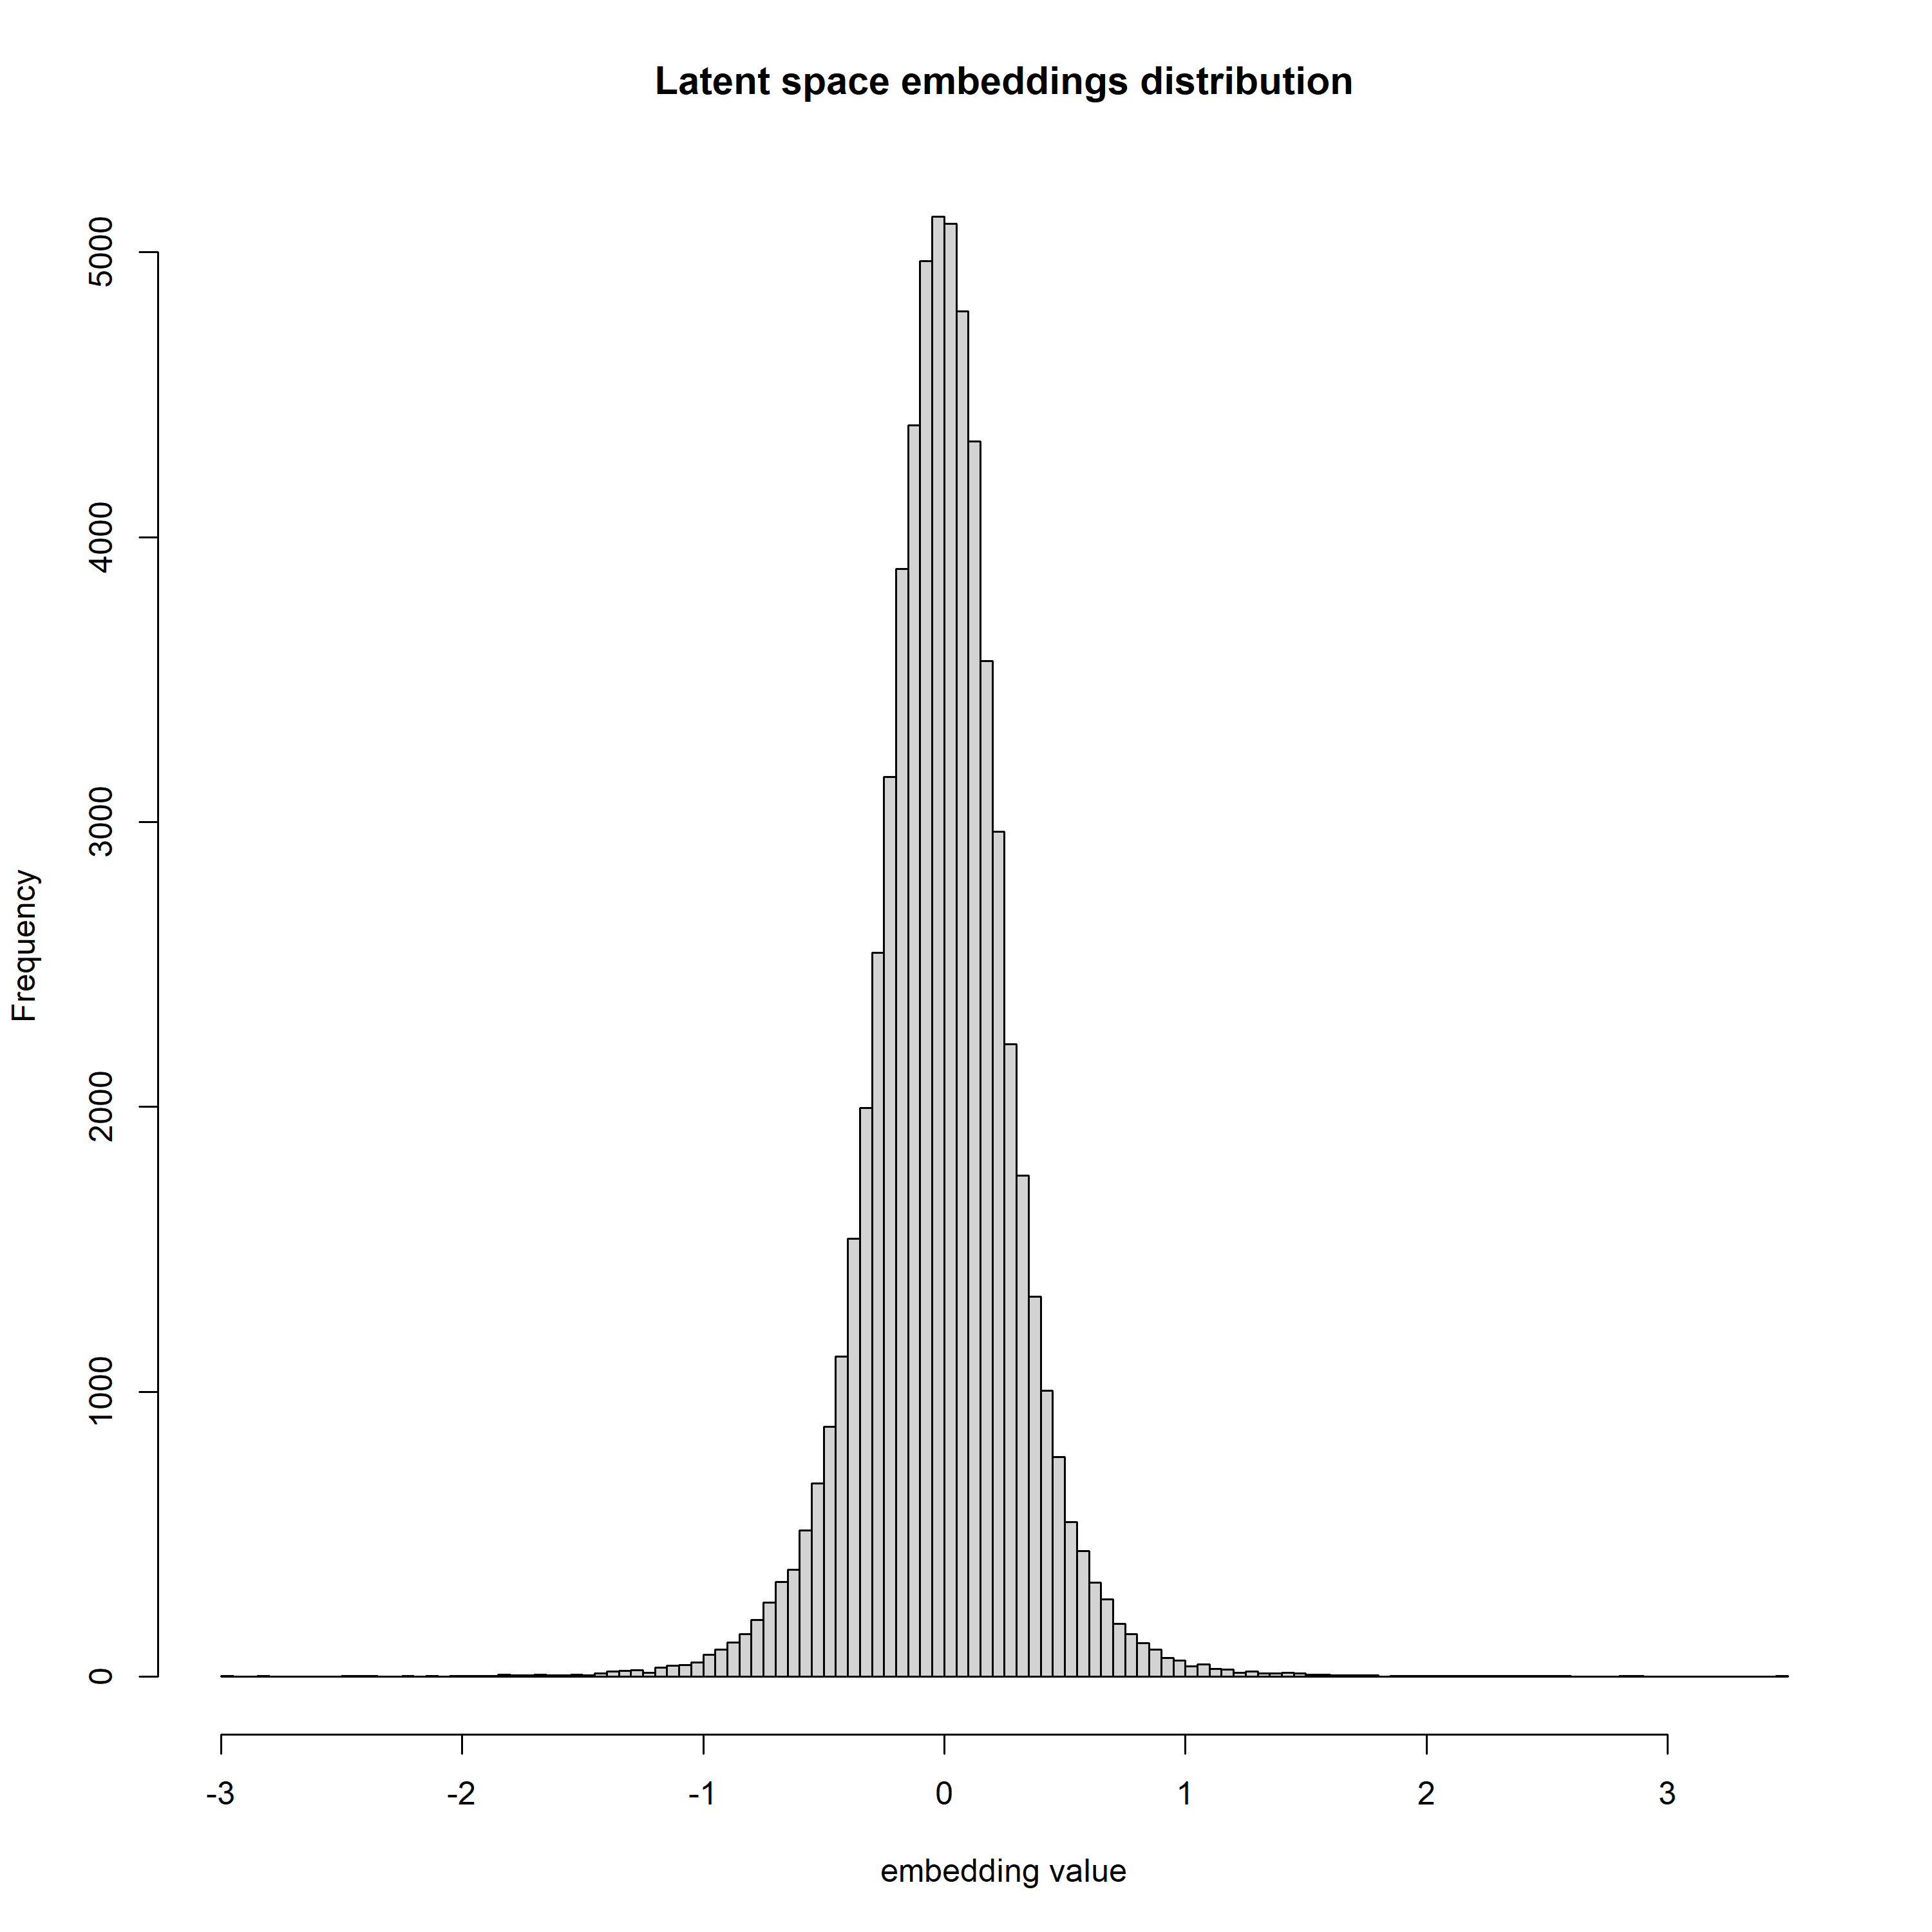 Latent space embeddings distribution
5000
4000
3000
2000
1000
0
Frequency
-3 -2 -1 0 1 2 3
embedding value